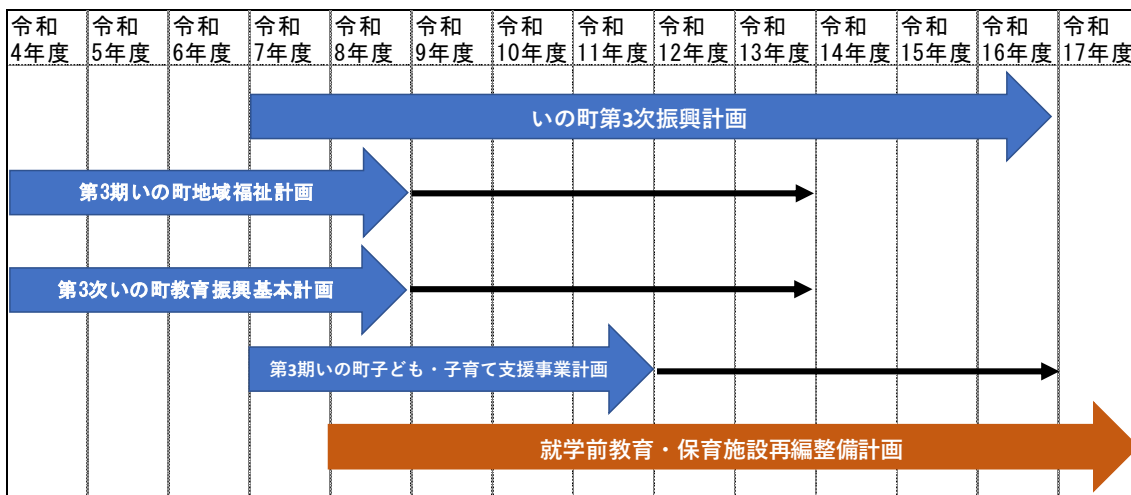 令和 令和 令和 令和 令和 令和 令和 令和 令和 令和 令和 令和 令和 令和
4年度 5年度 6年度 7年度 8年度 9年度 10年度 11年度 12年度 13年度 14年度 15年度 16年度 17年度
いの町第3次振興計画
第3期いの町地域福祉計画
第3次いの町教育振興基本計画
第3期いの町子ども・子育て支援事業計画
就学前教育・保育施設再編整備計画